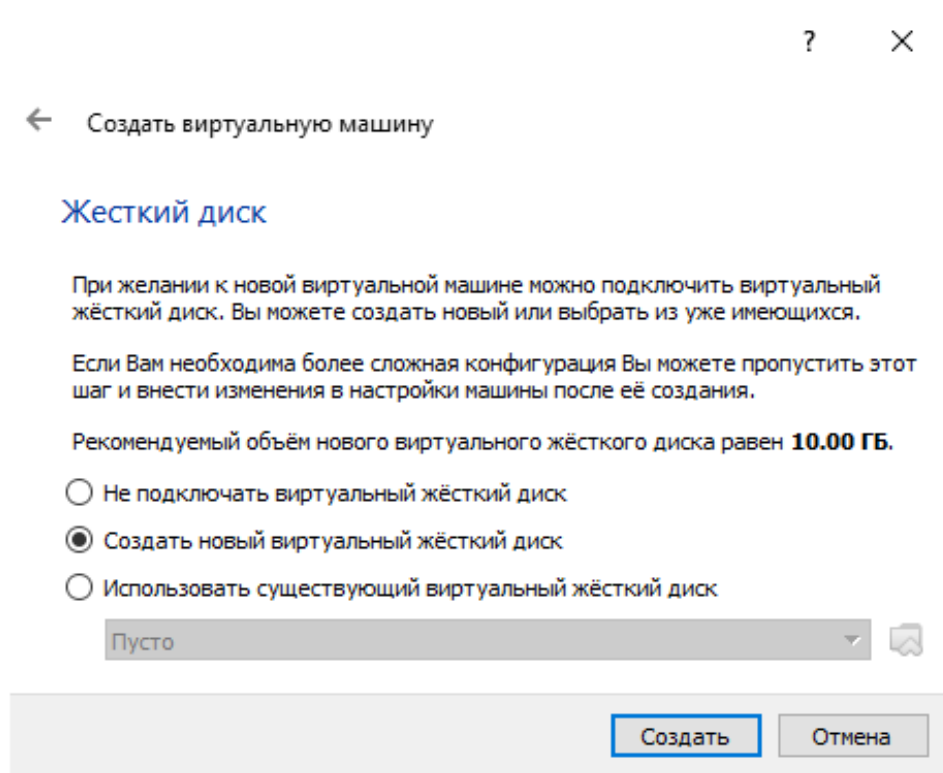 ?
Создать виртуальную машину
Жесткий диск
При желании к новой виртуальной машине можно подключить виртуальный
жёсткий диск. Вы можете создать новый или выбрать из уже имеющихся.
Если Вам необходима более сложная конфигурация Вы можете пропустить этот
шаг и внести изменения в настройки машины после её создания.
Рекомендуемый объём нового виртуального жёсткого диска равен 10.00 ГБ.
Не подключать виртуальный жёсткий диск
Создать новый виртуальный жёсткий диск
Использовать существующий виртуальный жёсткий диск
Пусто
Создать Отмена